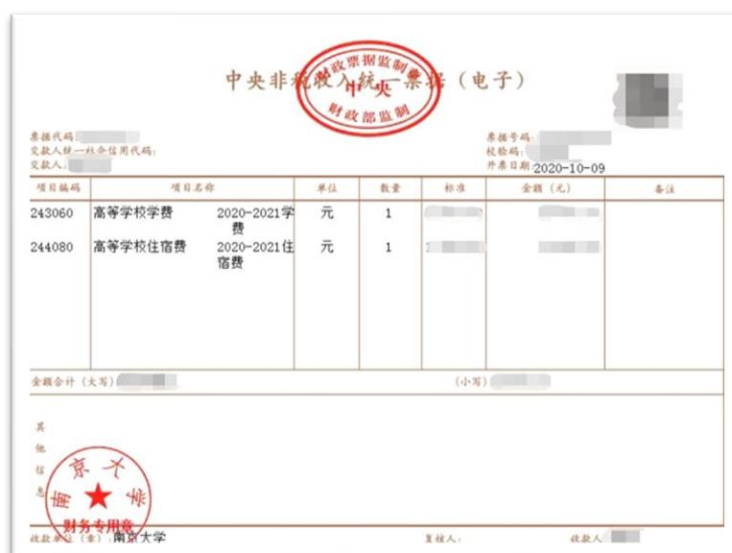 中央非税收入统一票据（电子）
财政票据监制章
中央
财政部监制
票据代码:
票据号码:
交款人统一社会信用代码:
校验码:
交款人:
开票日期: 2020-10-09
项目编码 项目名称 单位 数量 标准 金额（元） 备注
243060 高等学校学费 2020-2021学 元 1
费
244080 高等学校住宿费 2020-2021住 元 1
宿费
金额合计（大写） （小写）
其
他
信
息
南京大学
财务专用章
收款单位（章）: 南京大学 复核人: 收款人